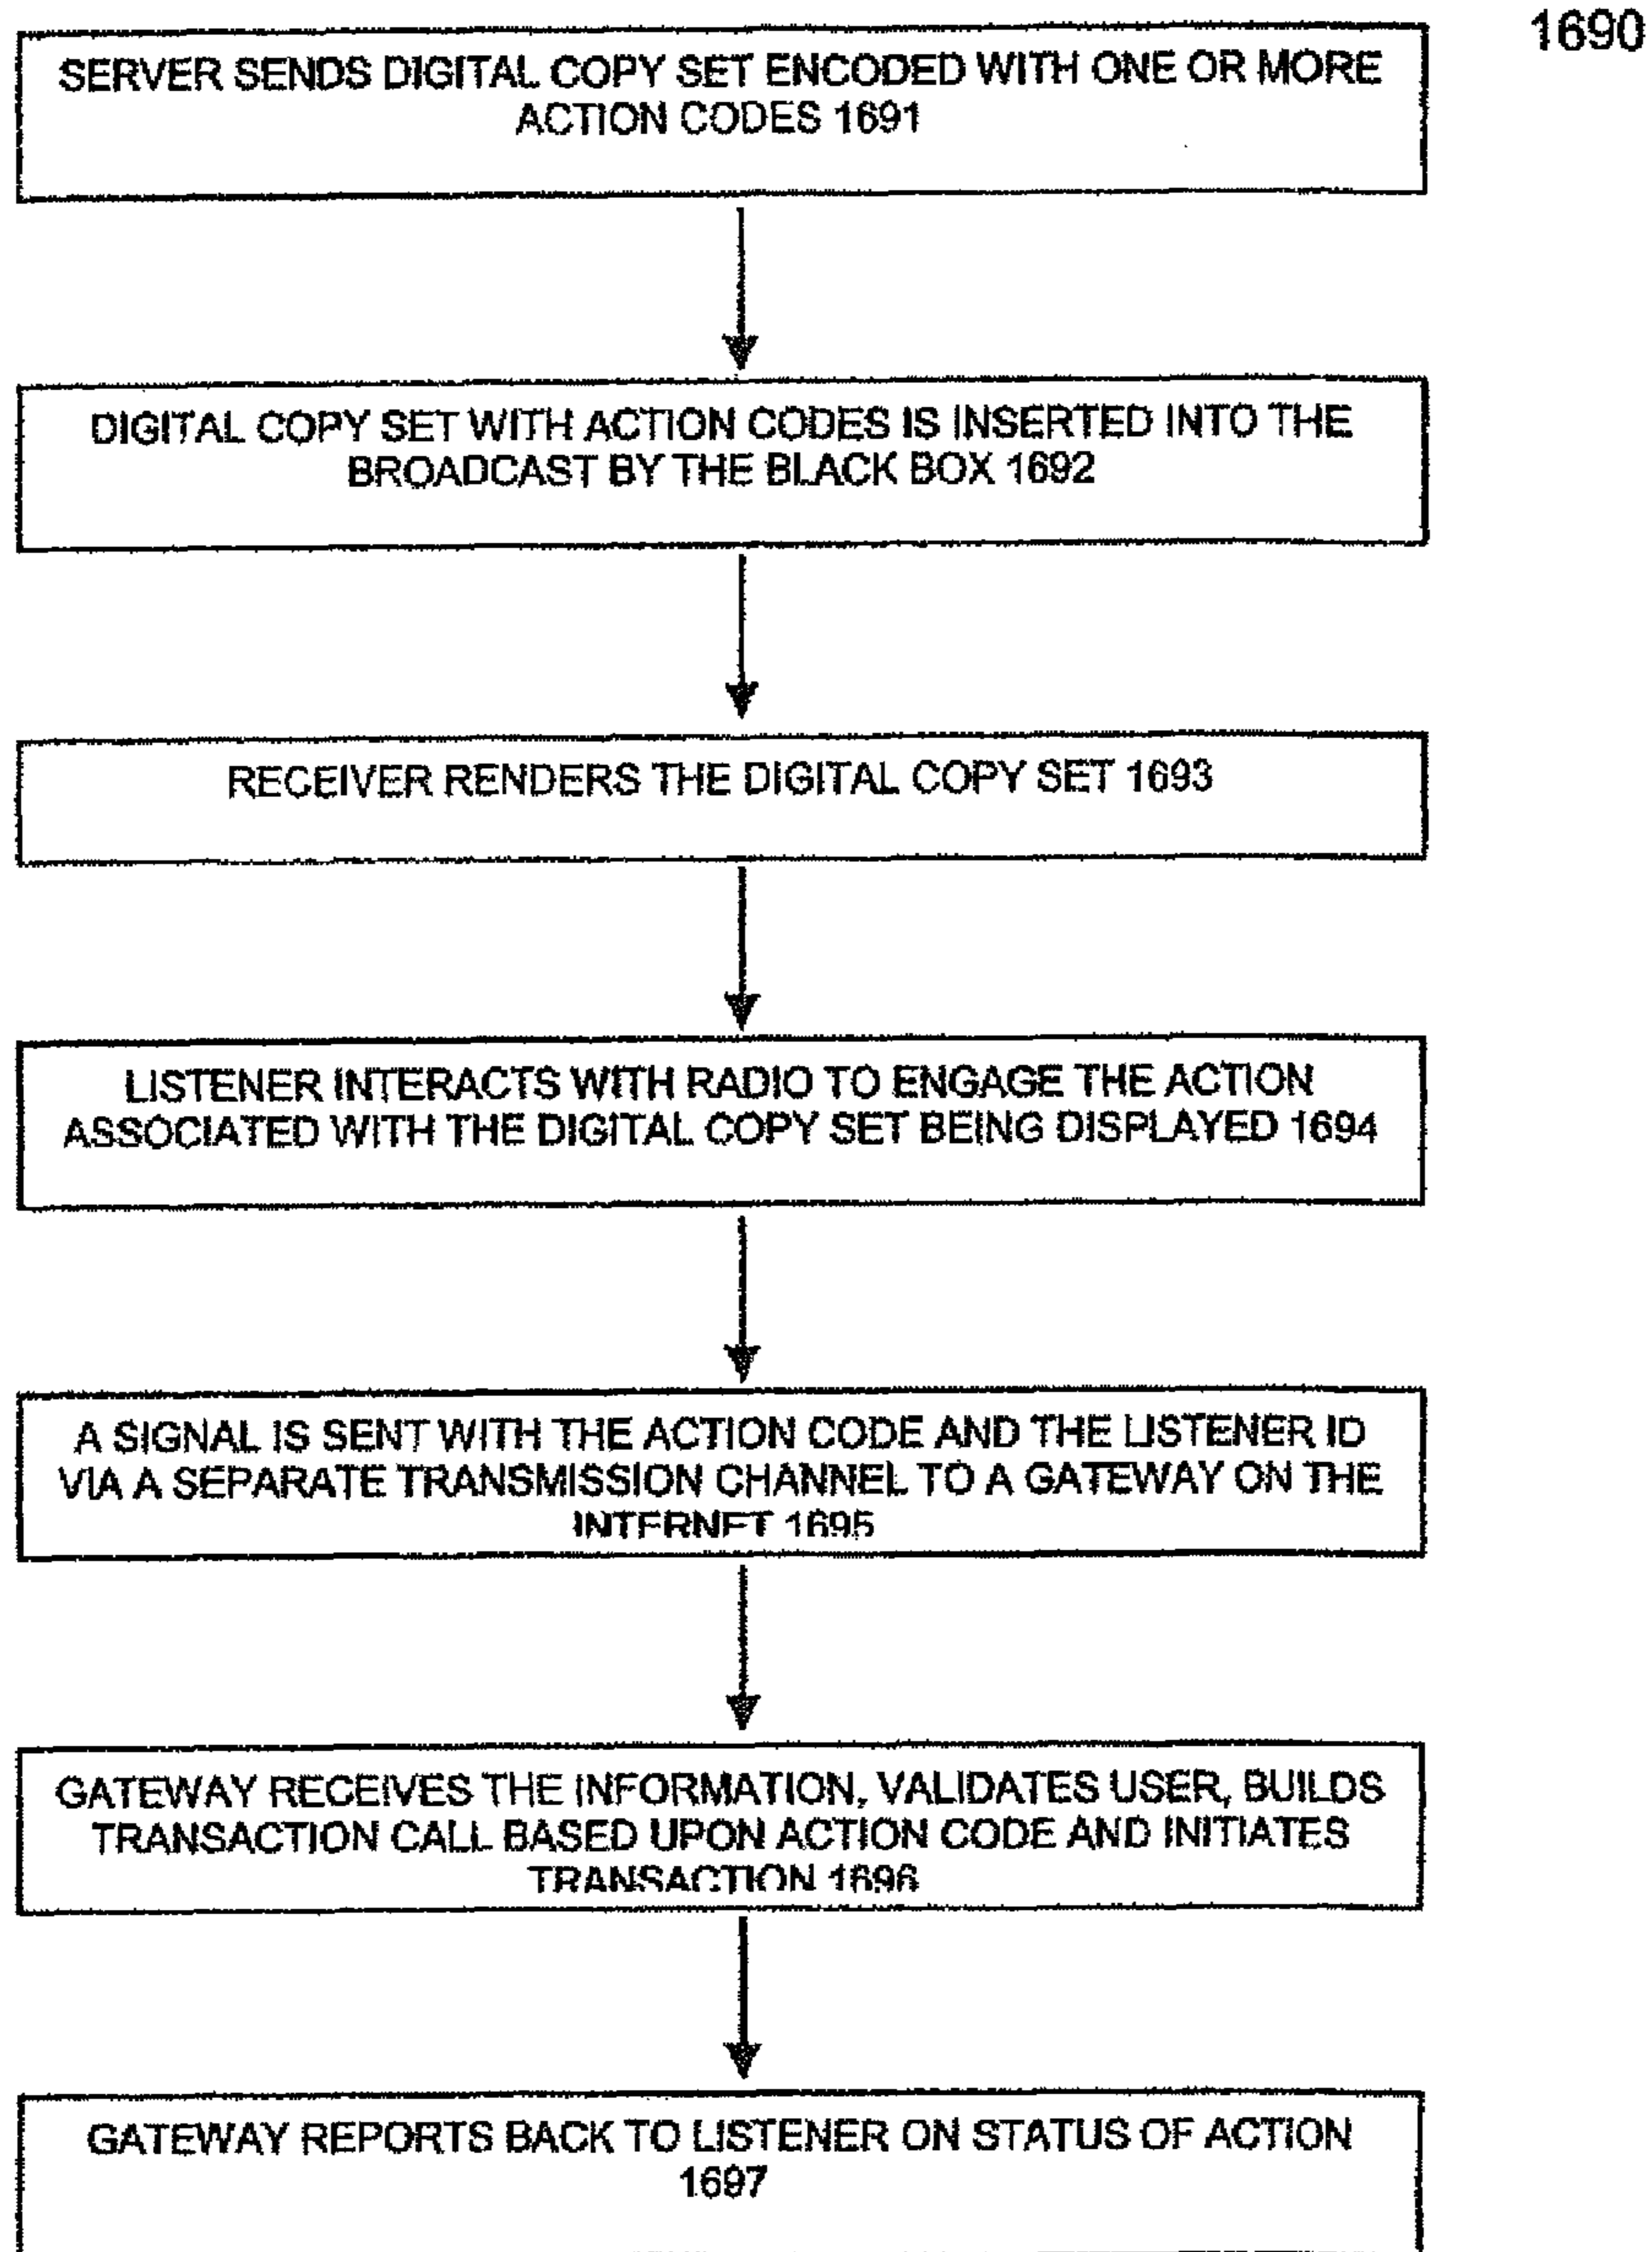 1690
SERVER SENDS DIGITAL COPY SET ENCODED WITH ONE OR MORE
ACTION CODES 1691
DIGITAL COPY SET WITH ACTION CODES IS INSERTED INTO THE
BROADCAST BY THE BLACK BOX 1692
RECEIVER RENDERS THE DIGITAL COPY SET 1693
LISTENER INTERACTS WITH RADIO TO ENGAGE THE ACTION
ASSOCIATED WITH THE DIGITAL COPY SET BEING DISPLAYED 1694
A SIGNAL IS SENT WITH THE ACTION CODE AND THE LISTENER ID
VIA A SEPARATE TRANSMISSION CHANNEL TO A GATEWAY ON THE
INTERNET 1695
GATEWAY RECEIVES THE INFORMATION, VALIDATES USER, BUILDS
TRANSACTION CALL BASED UPON ACTION CODE AND INITIATES
TRANSACTION 1696
GATEWAY REPORTS BACK TO LISTENER ON STATUS OF ACTION
1697